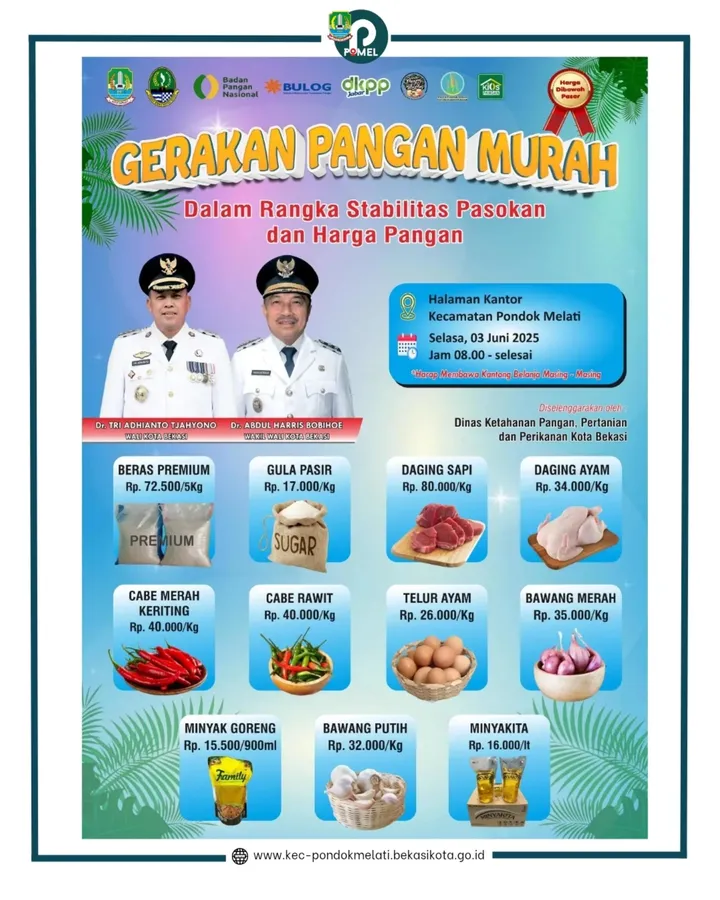 POMEL
Badan
Pangan
Nasional
BULOG
dkpp
jabar
KIOS
Harga
Dibawah
Pasar
GERAKAN PANGAN MURAH
Dalam Rangka Stabilitas Pasokan
dan Harga Pangan
Halaman Kantor
Kecamatan Pondok Melati
Selasa, 03 Juni 2025
Jam 08.00 - selesai
*Harap Membawa Kantong Belanja Masing - Masing
Dr. TRI ADHIANTO TJAHYONO
WALI KOTA BEKASI
Dr. ABDUL HARRIS BOBIHOE
WAKIL WALI KOTA BEKASI
Diselenggarakan oleh :
Dinas Ketahanan Pangan, Pertanian
dan Perikanan Kota Bekasi
BERAS PREMIUM
Rp. 72.500/5Kg
PREMIUM
GULA PASIR
Rp. 17.000/Kg
SUGAR
DAGING SAPI
Rp. 80.000/Kg
DAGING AYAM
Rp. 34.000/Kg
CABE MERAH
KERITING
Rp. 40.000/Kg
CABE RAWIT
Rp. 40.000/Kg
TELUR AYAM
Rp. 26.000/Kg
BAWANG MERAH
Rp. 35.000/Kg
MINYAK GORENG
Rp. 15.500/900ml
Family
BAWANG PUTIH
Rp. 32.000/Kg
MINYAKITA
Rp. 16.000/lt
MINYAKITA
www.kec-pondokmelati.bekasikota.go.id